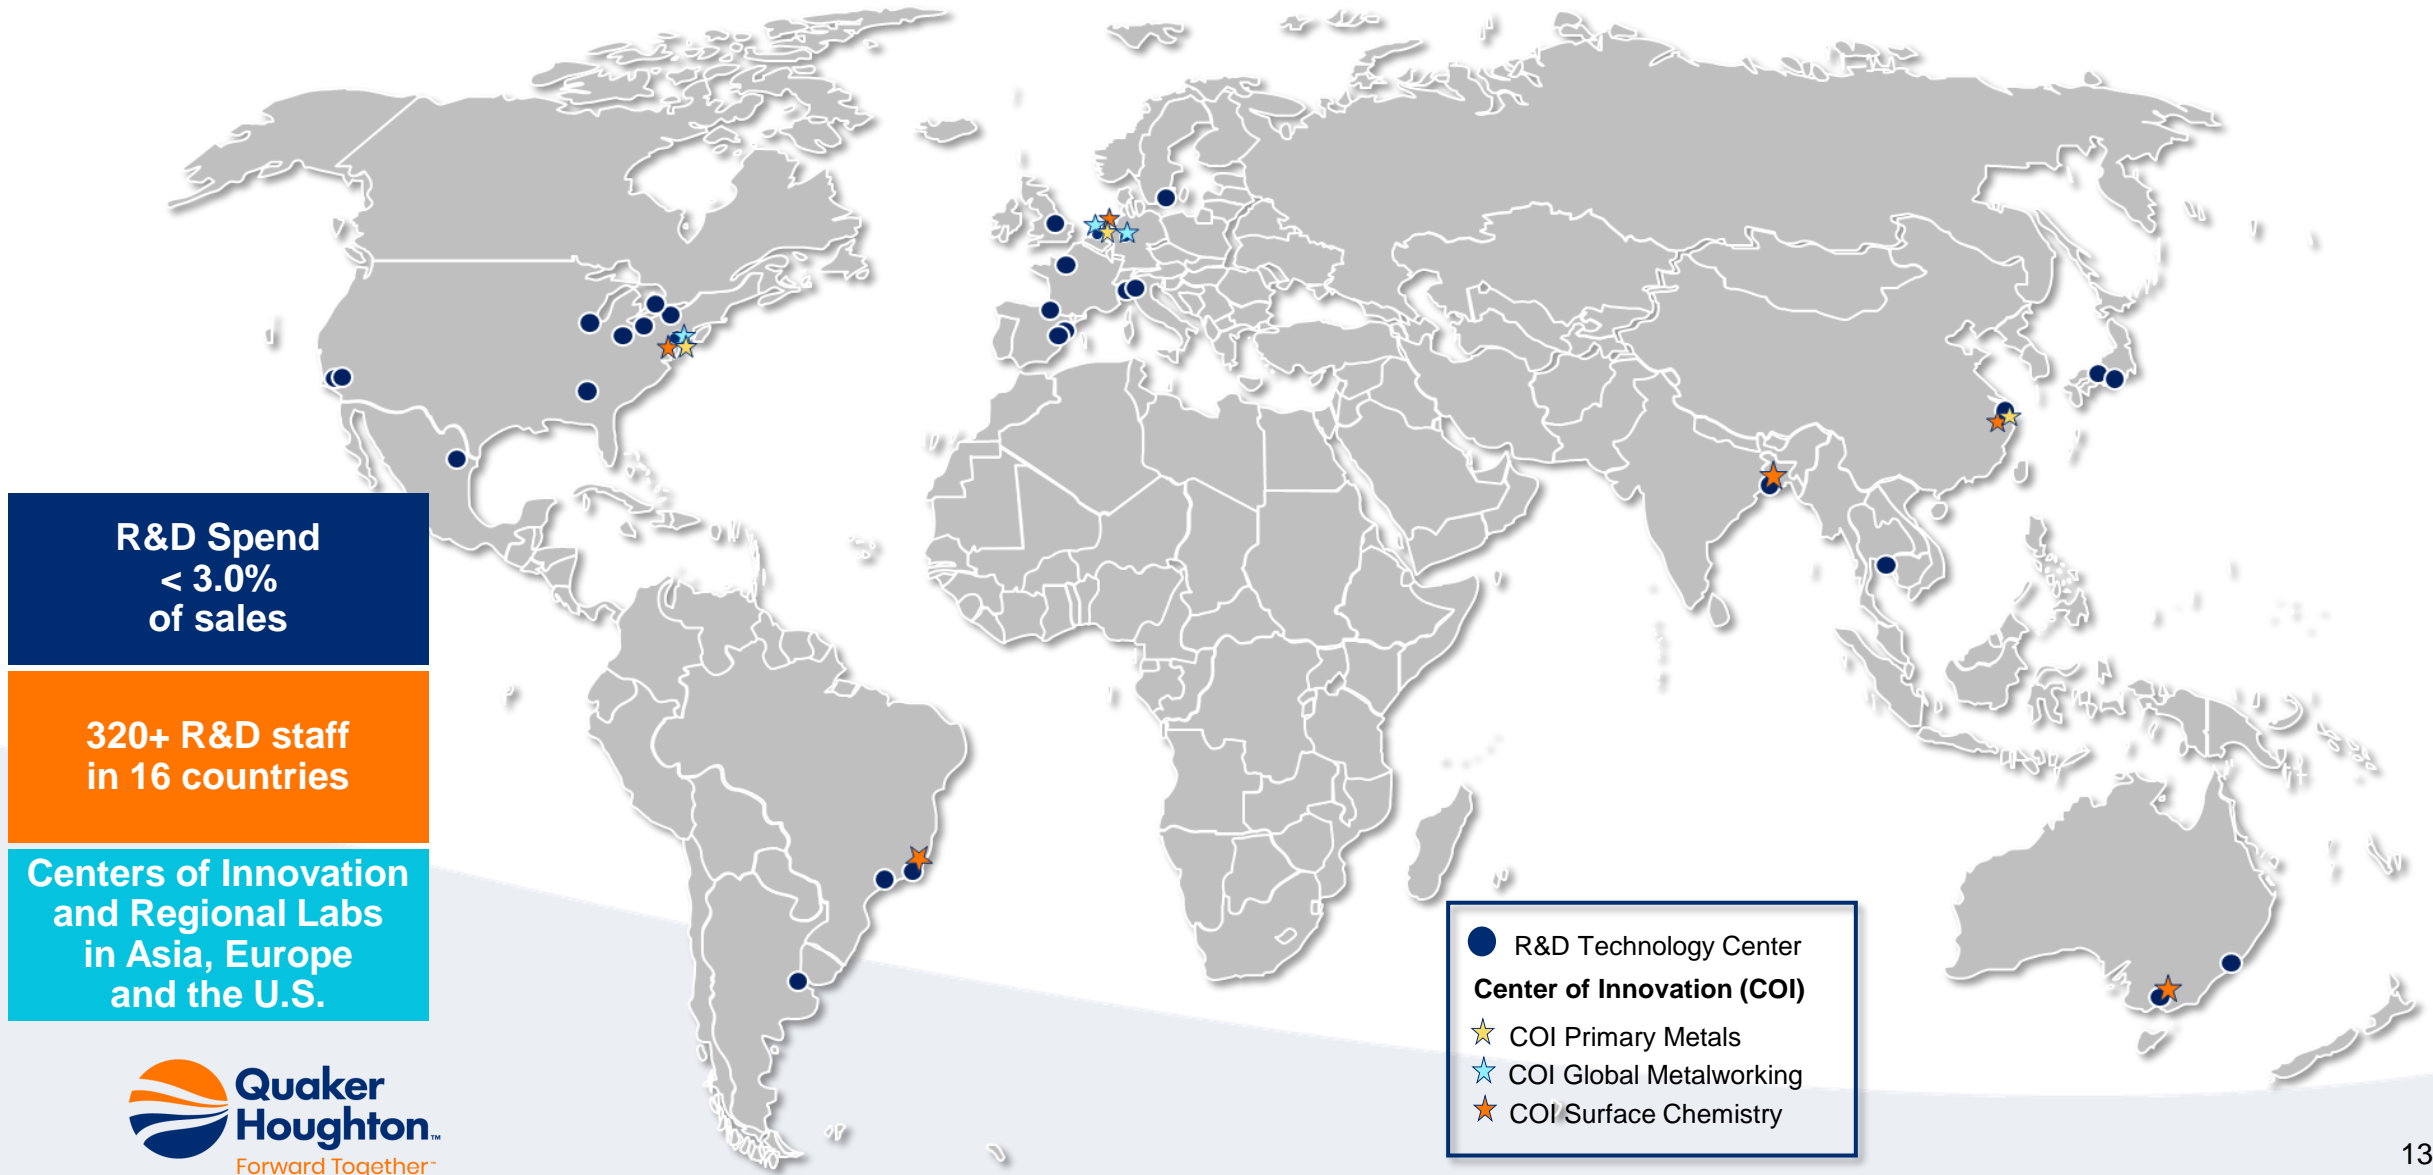 R&D Spend
< 3.0%
of sales
320+ R&D staff
in 16 countries
Centers of Innovation
and Regional Labs
in Asia, Europe
and the U.S.
R&D Technology Center
Center of Innovation (COI)
COI Primary Metals
COI Global Metalworking
COI Surface Chemistry
Quaker
Houghton™
Forward Together™
13